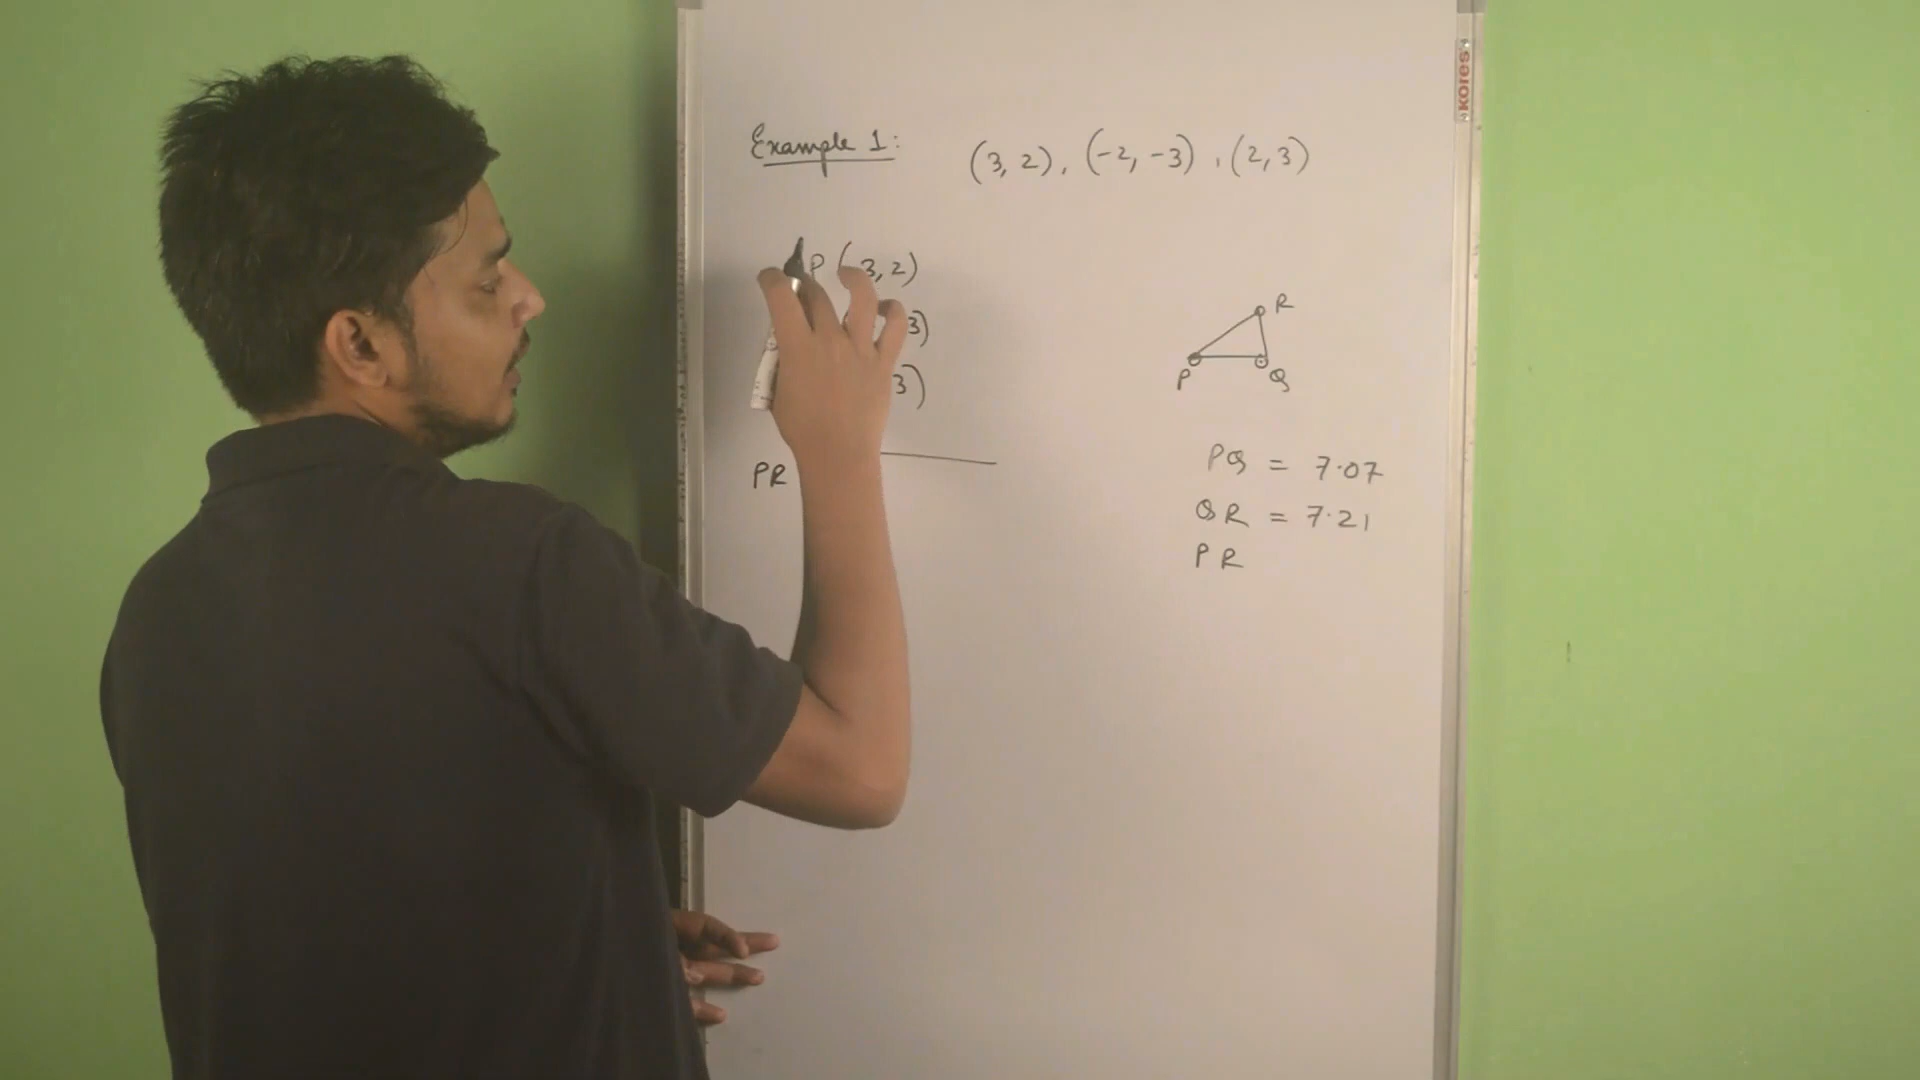 kores
Example 1: (3, 2), (-2, -3), (2, 3)
P (3, 2)
3)
3)
R
P
Q
PR
PQ = 7.07
QR = 7.21
PR